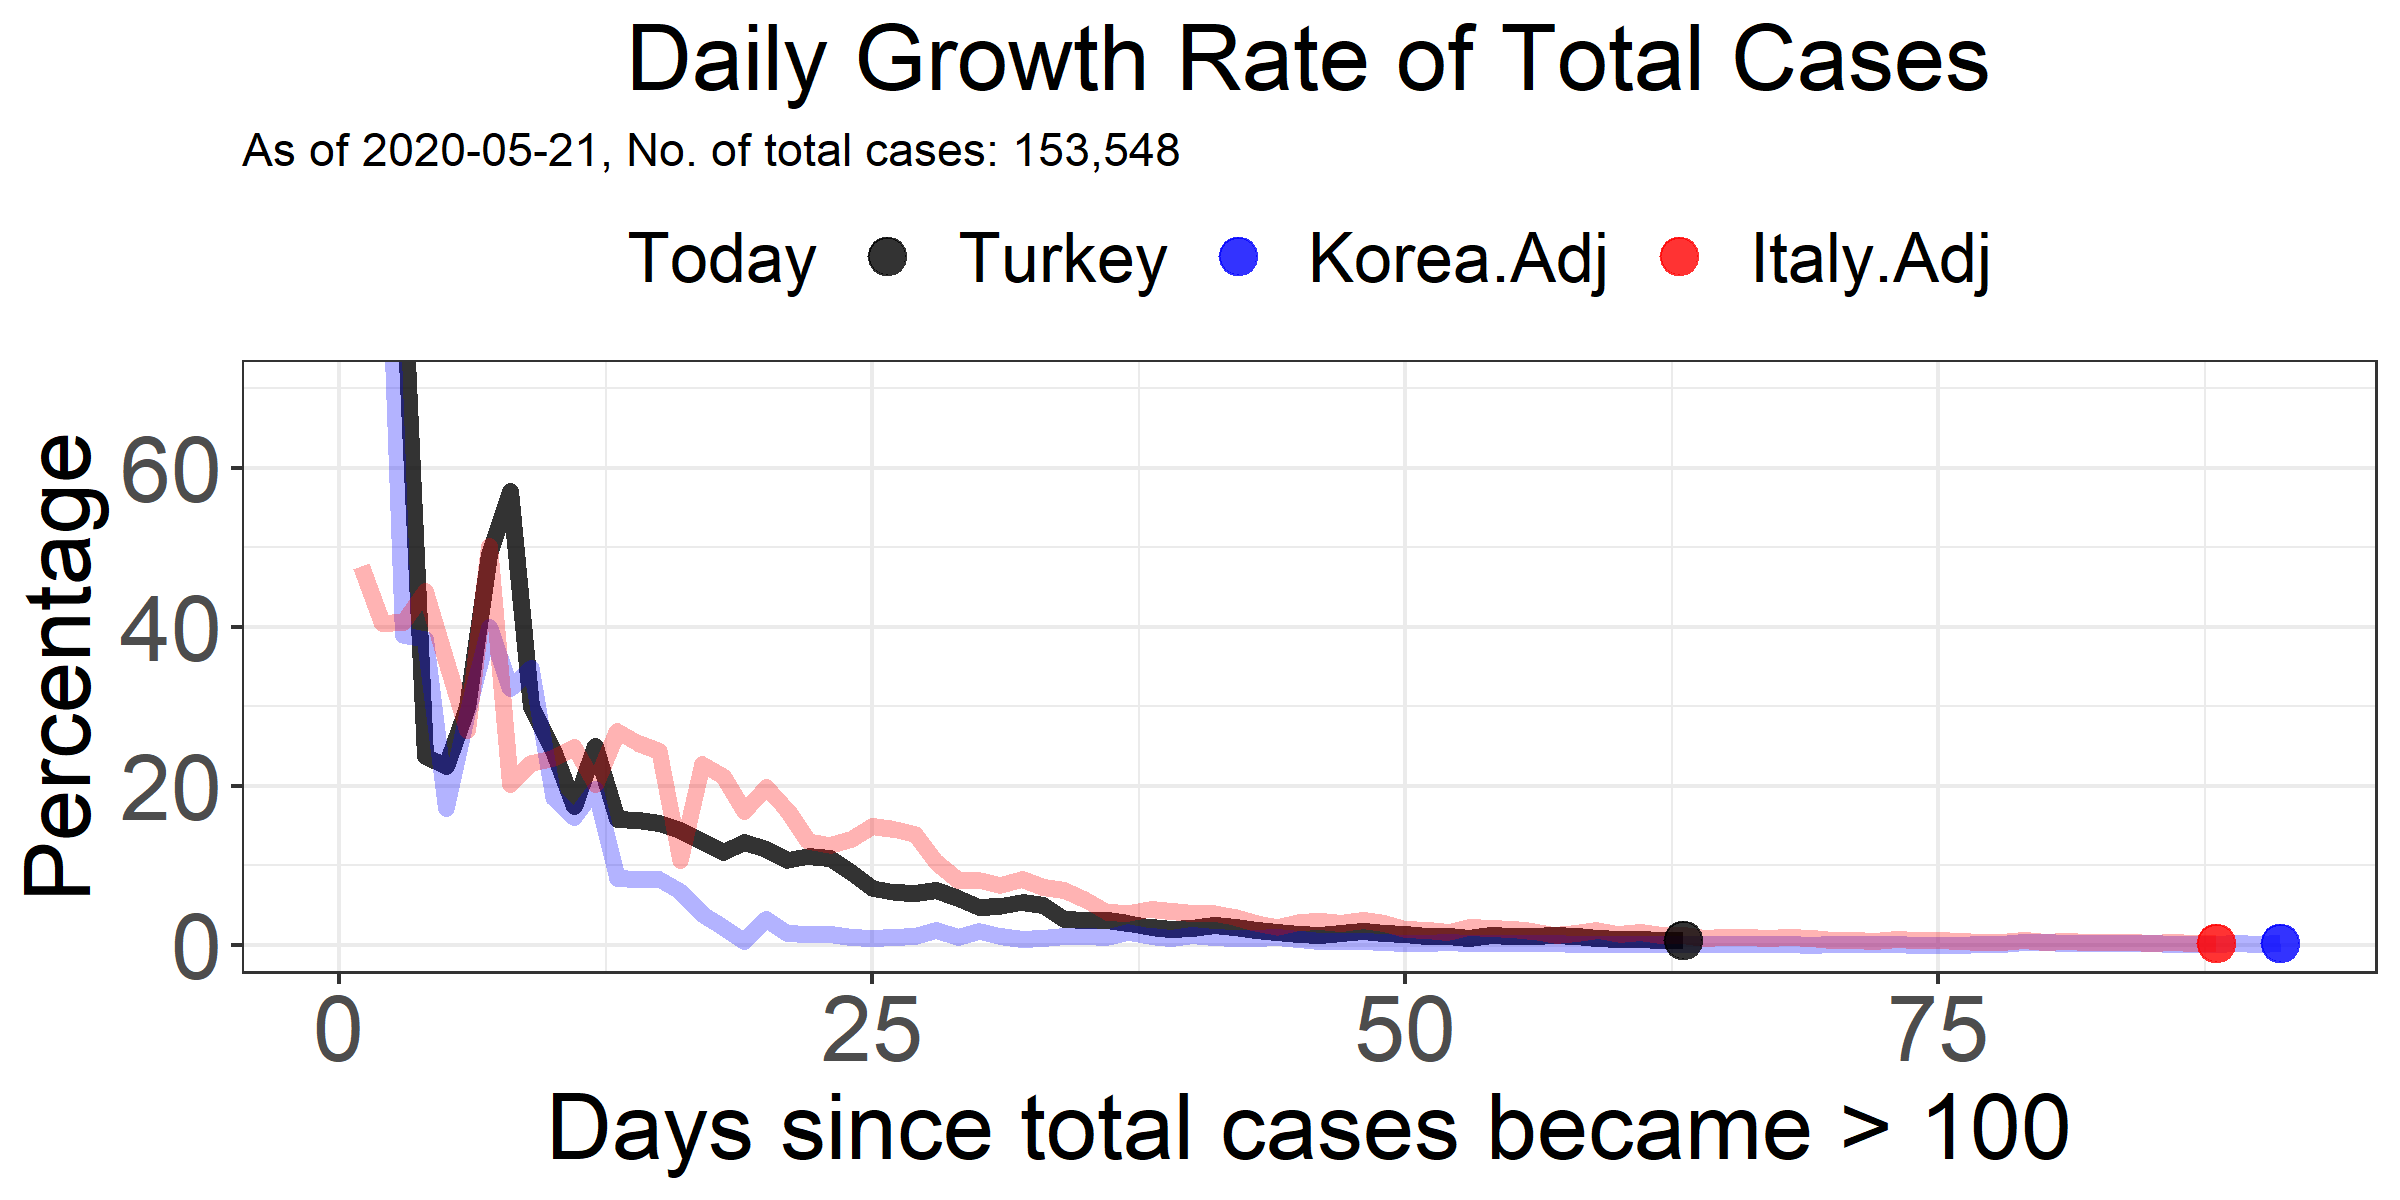 Daily Growth Rate of Total Cases
As of 2020-05-21, No. of total cases: 153,548
Today Turkey Korea.Adj Italy.Adj
Percentage
60
40
20
0
0 25 50 75
Days since total cases became > 100